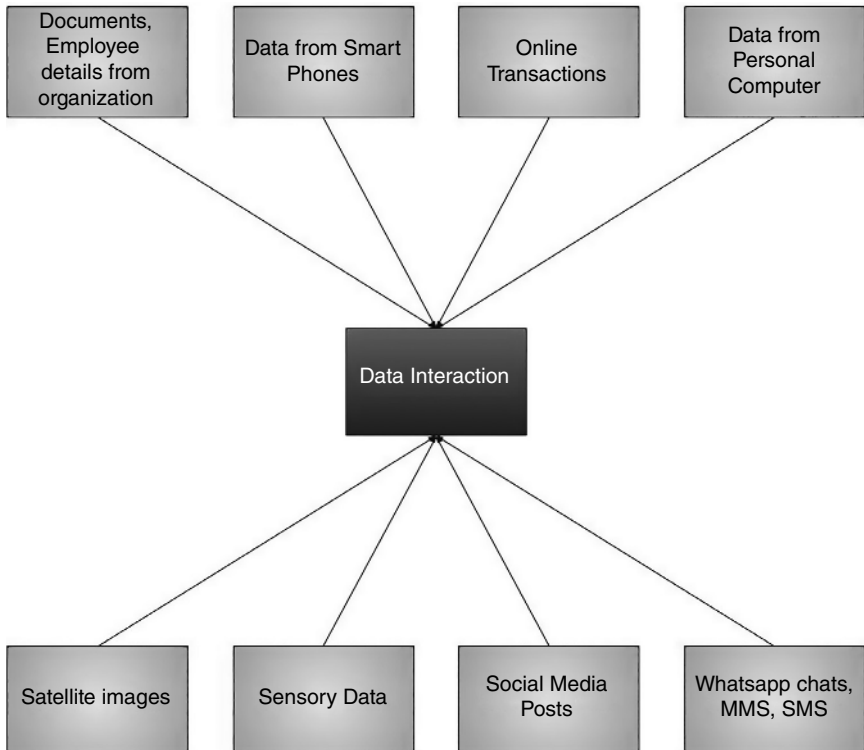 Documents,
Employee
details from
organization
Data from Smart
Phones
Online
Transactions
Data from
Personal
Computer
Data Interaction
Satellite images
Sensory Data
Social Media
Posts
Whatsapp chats,
MMS, SMS